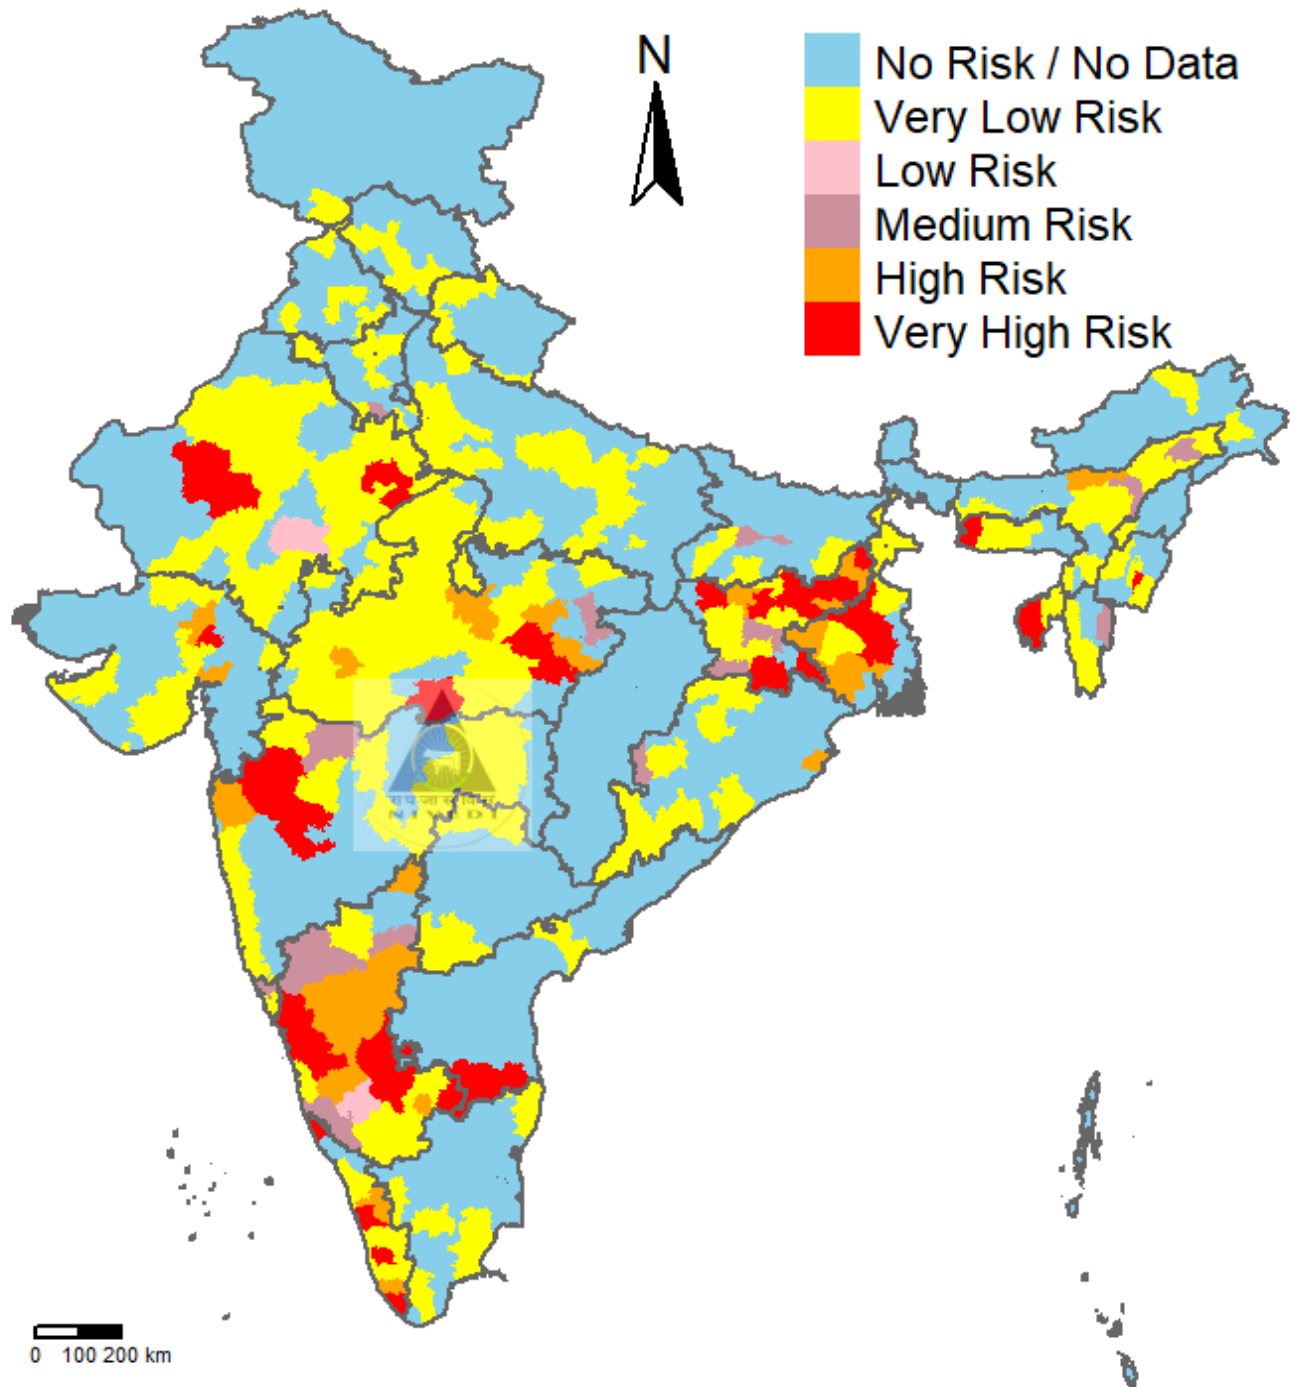 N
No Risk / No Data
Very Low Risk
Low Risk
Medium Risk
High Risk
Very High Risk
NIVEDI
0 100 200 km